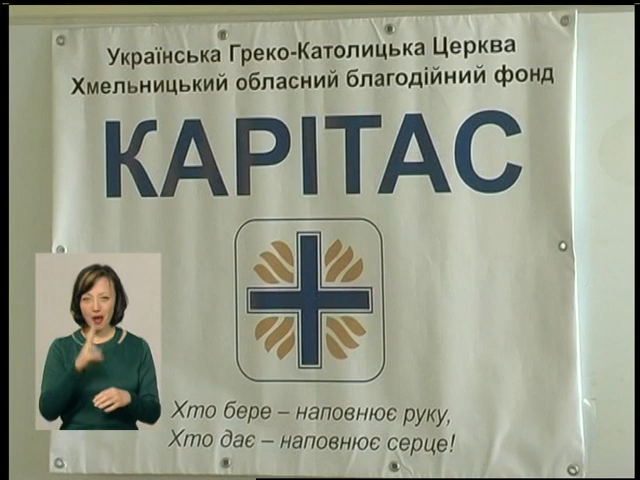 Українська Греко-Католицька Церква
Хмельницький обласний благодійний фонд
КАРІТАС
Хто бере – наповнює руку,
Хто дає – наповнює серце!